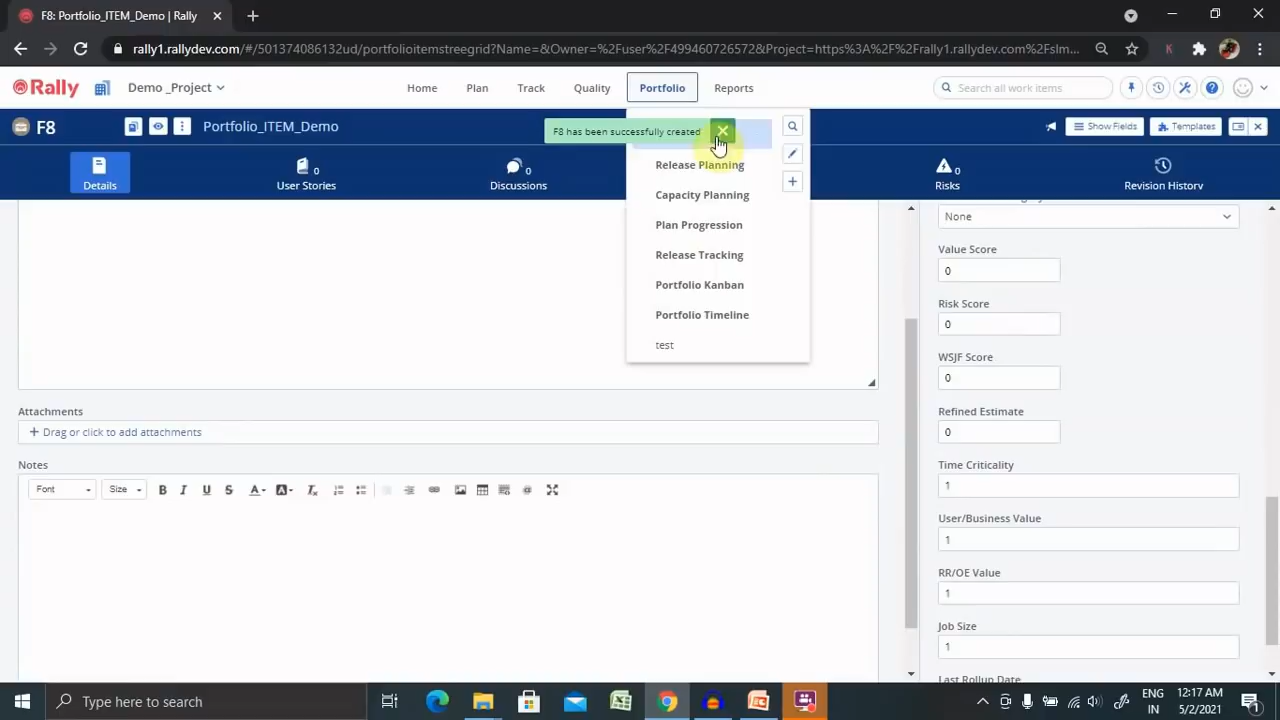 F8: Portfolio_ITEM_Demo | Rally
rally1.rallydev.com/#/501374086132ud/portfolioitemstreegrid?Name=&Owner=%2Fuser%2F499460726572&Project=https%3A%2F%2Frally1.rallydev.com%2Fslm...
K
Rally
Demo _Project
Home
Plan
Track
Quality
Portfolio
Reports
Search all work items
F8
Portfolio_ITEM_Demo
F8 has been successfully created
Show Fields
Templates
Details
User Stories
0
Discussions
0
Risks
0
Revision History
Release Planning
Capacity Planning
Plan Progression
Release Tracking
Portfolio Kanban
Portfolio Timeline
test
None
Value Score
0
Risk Score
0
WSJF Score
0
Refined Estimate
0
Time Criticality
1
User/Business Value
1
RR/OE Value
1
Job Size
1
Last Rollup Date
Attachments
+ Drag or click to add attachments
Notes
Font
Size
B
I
U
S
Type here to search
ENG
IN
12:17 AM
5/2/2021
1